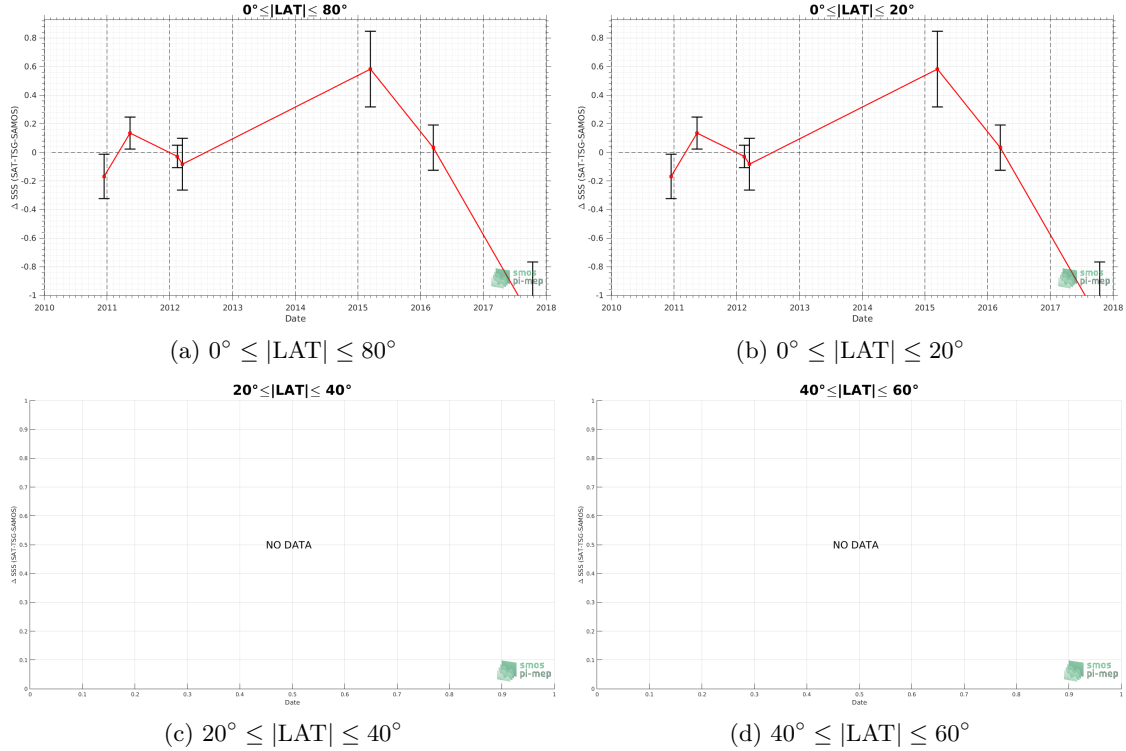 0°≤|LAT|≤ 80°
0.8
0.6
0.4
0.2
0
-0.2
-0.4
-0.6
-0.8
-1
Δ SSS (SAT-TSG-SAMOS)
2010 2011 2012 2013 2014 2015 2016 2017 2018
Date
smos
pi-mep
(a) 0° ≤ |LAT| ≤ 80°
0°≤|LAT|≤ 20°
0.8
0.6
0.4
0.2
0
-0.2
-0.4
-0.6
-0.8
-1
Δ SSS (SAT-TSG-SAMOS)
2010 2011 2012 2013 2014 2015 2016 2017 2018
Date
smos
pi-mep
(b) 0° ≤ |LAT| ≤ 20°
20°≤|LAT|≤ 40°
1
0.9
0.8
0.7
0.6
0.5
0.4
0.3
0.2
0.1
0
Δ SSS (SAT-TSG-SAMOS)
NO DATA
0 0.1 0.2 0.3 0.4 0.5 0.6 0.7 0.8 0.9 1
Date
smos
pi-mep
(c) 20° ≤ |LAT| ≤ 40°
40°≤|LAT|≤ 60°
1
0.9
0.8
0.7
0.6
0.5
0.4
0.3
0.2
0.1
0
Δ SSS (SAT-TSG-SAMOS)
NO DATA
0 0.1 0.2 0.3 0.4 0.5 0.6 0.7 0.8 0.9 1
Date
smos
pi-mep
(d) 40° ≤ |LAT| ≤ 60°